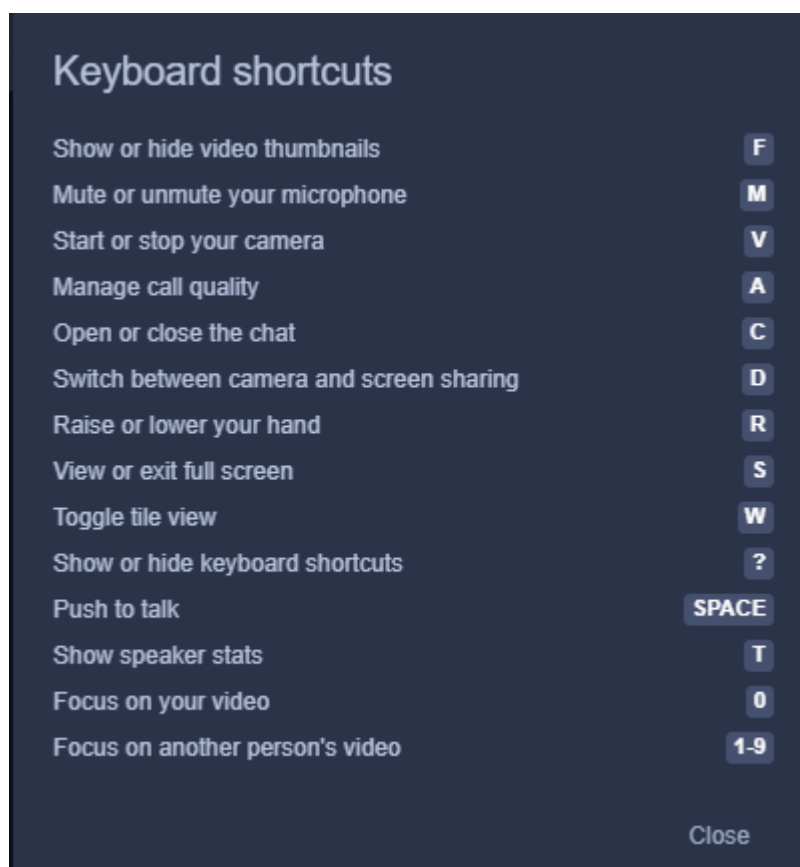 Keyboard shortcuts
Show or hide video thumbnails F
Mute or unmute your microphone M
Start or stop your camera V
Manage call quality A
Open or close the chat C
Switch between camera and screen sharing D
Raise or lower your hand R
View or exit full screen S
Toggle tile view W
Show or hide keyboard shortcuts ?
Push to talk SPACE
Show speaker stats T
Focus on your video 0
Focus on another person's video 1-9
Close